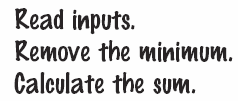 Read inputs.
Remove the minimum.
Calculate the sum.